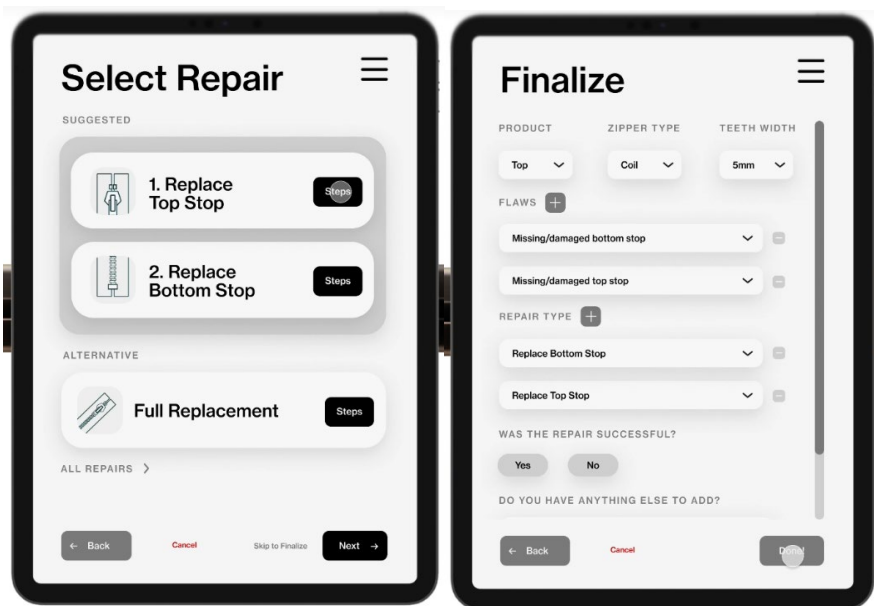 Select Repair
SUGGESTED
1. Replace
Top Stop
Steps
2. Replace
Bottom Stop
Steps
ALTERNATIVE
Full Replacement
Steps
ALL REPAIRS
Back
Cancel
Skip to Finalize
Next
Finalize
PRODUCT
ZIPPER TYPE
TEETH WIDTH
Top
Coil
5mm
FLAWS
Missing/damaged bottom stop
Missing/damaged top stop
REPAIR TYPE
Replace Bottom Stop
Replace Top Stop
WAS THE REPAIR SUCCESSFUL?
Yes
No
DO YOU HAVE ANYTHING ELSE TO ADD?
Back
Cancel
Done!